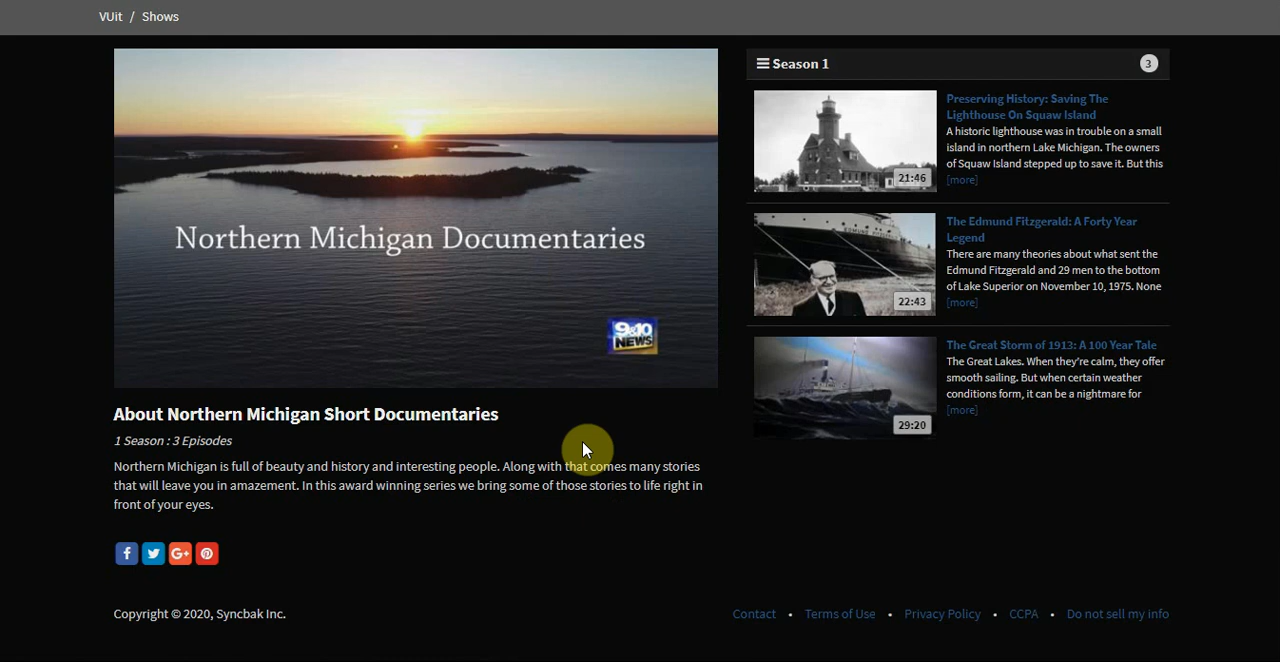 VUit / Shows
Northern Michigan Documentaries
9&10
NEWS
About Northern Michigan Short Documentaries
1 Season : 3 Episodes
Northern Michigan is full of beauty and history and interesting people. Along with that comes many stories
that will leave you in amazement. In this award winning series we bring some of those stories to life right in
front of your eyes.
f
G+
Season 1
3
21:46
Preserving History: Saving The
Lighthouse On Squaw Island
A historic lighthouse was in trouble on a small
island in northern Lake Michigan. The owners
of Squaw Island stepped up to save it. But this
[more]
EDMUND FITZGERALD
22:43
The Edmund Fitzgerald: A Forty Year
Legend
There are many theories about what sent the
Edmund Fitzgerald and 29 men to the bottom
of Lake Superior on November 10, 1975. None
[more]
29:20
The Great Storm of 1913: A 100 Year Tale
The Great Lakes. When they're calm, they offer
smooth sailing. But when certain weather
conditions form, it can be a nightmare for
[more]
Copyright © 2020, Syncbak Inc.
Contact • Terms of Use • Privacy Policy • CCPA • Do not sell my info